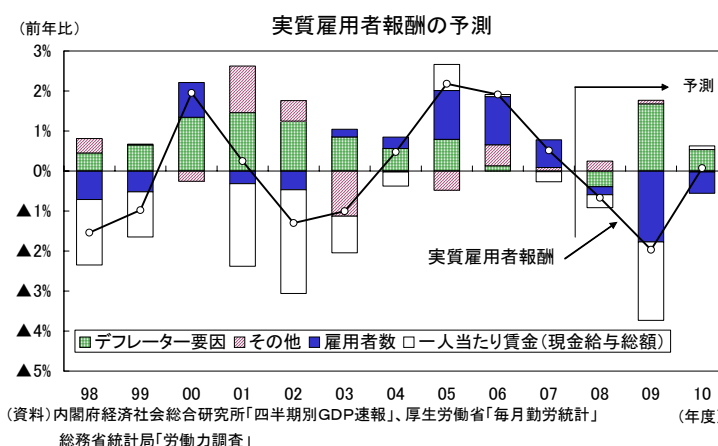 実質雇用者報酬の予測
(前年比)
3%
2%
1%
0%
▲1%
▲2%
▲3%
▲4%
▲5%
予測
実質雇用者報酬
デフレーター要因 その他 雇用者数 一人当たり賃金(現金給与総額)
98 99 00 01 02 03 04 05 06 07 08 09 10
(年度)
(資料)内閣府経済社会総合研究所「四半期別GDP速報」、厚生労働省「毎月勤労統計」
総務省統計局「労働力調査」